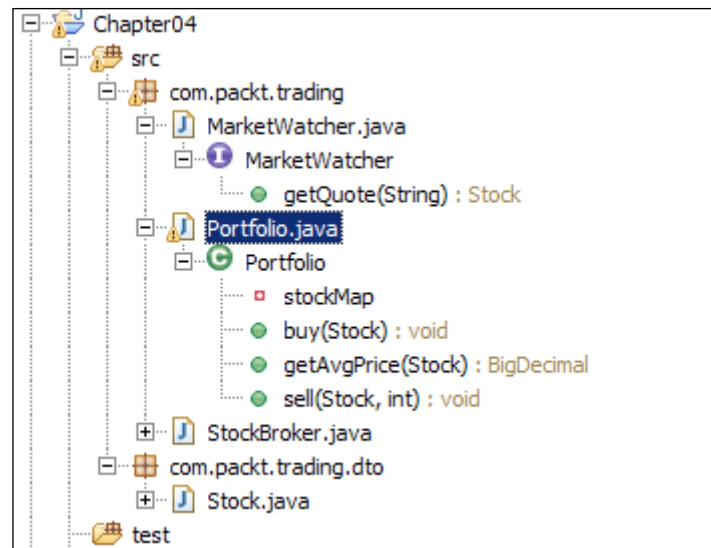 Chapter04
src
com.packt.trading
MarketWatcher.java
MarketWatcher
getQuote(String) : Stock
Portfolio.java
Portfolio
stockMap
buy(Stock) : void
getAvgPrice(Stock) : BigDecimal
sell(Stock, int) : void
StockBroker.java
com.packt.trading.dto
Stock.java
test